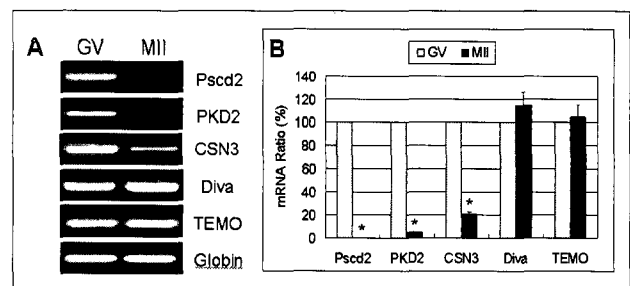 A
GV MII
Pscd2
PKD2
CSN3
Diva
TEMO
Globin
B
GV MII
mRNA Ratio (%)
140
120
100
80
60
40
20
0
*
*
*
Pscd2 PKD2 CSN3 Diva TEMO